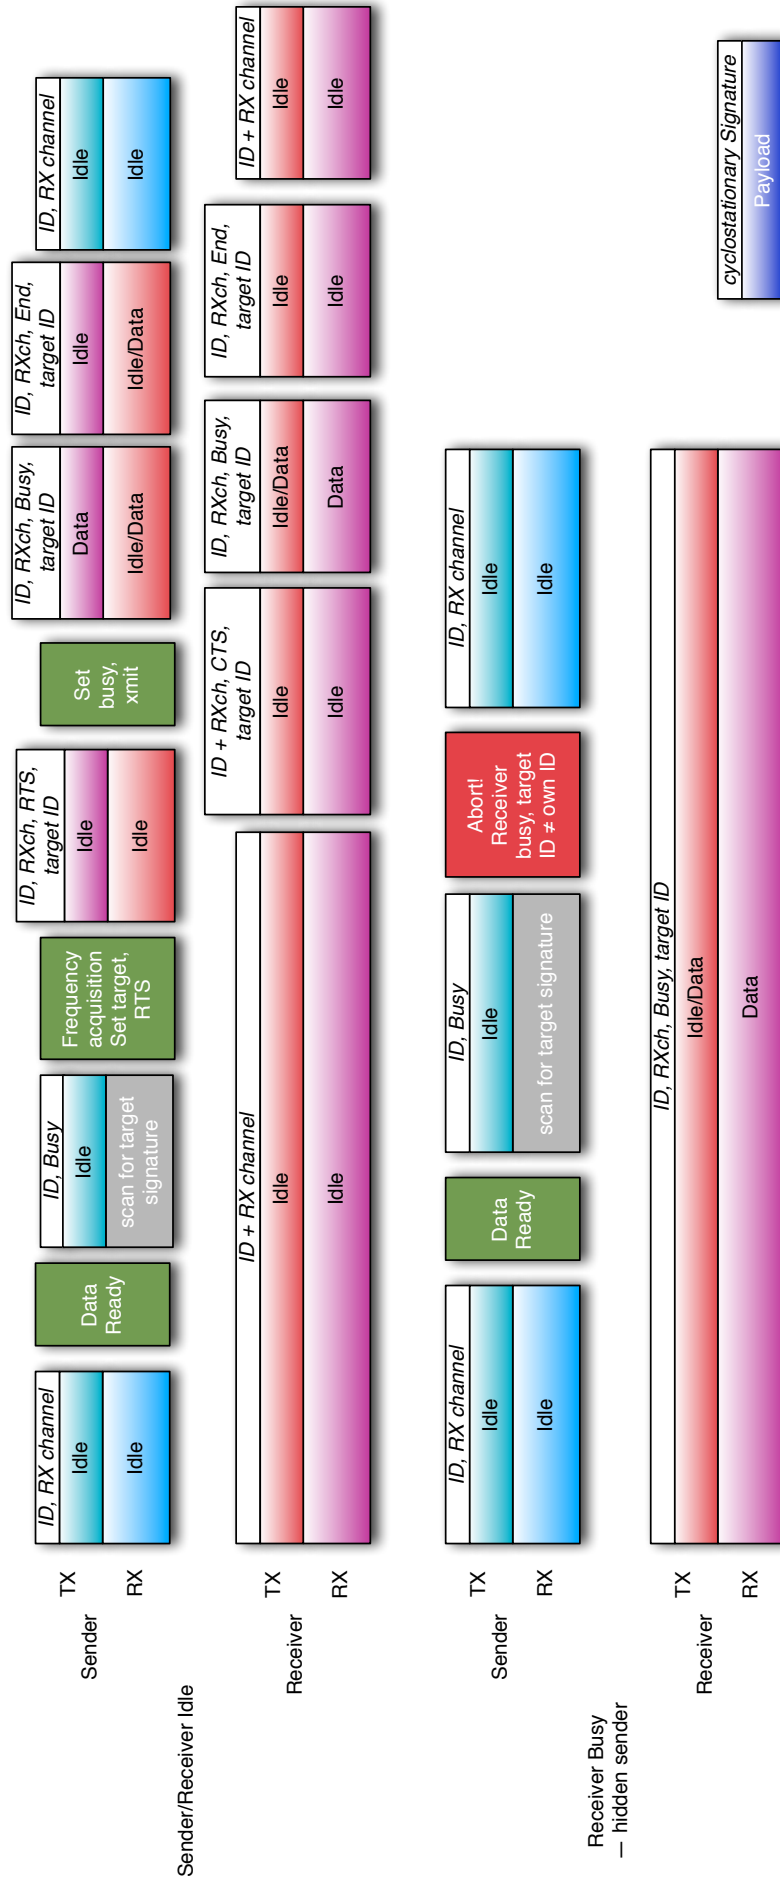 Sender/Receiver Idle
Sender
TX
RX
ID, RX channel
Idle
Idle
Data
Ready
ID, Busy
Idle
scan for target
signature
Frequency
acquisition
Set target,
RTS
ID, RXch, RTS,
target ID
Idle
Idle
Set
busy,
xmit
ID, RXch, Busy,
target ID
Data
Idle/Data
ID, RXch, End,
target ID
Idle
Idle/Data
ID, RX channel
Idle
Idle
Receiver
TX
RX
ID + RX channel
Idle
Idle
ID + RXch, CTS,
target ID
Idle
Idle
ID, RXch, Busy,
target ID
Idle/Data
Data
ID, RXch, End,
target ID
Idle
Idle
ID + RX channel
Idle
Idle
Receiver Busy
— hidden sender
Sender
TX
RX
ID, RX channel
Idle
Idle
Data
Ready
ID, Busy
Idle
scan for target signature
Abort!
Receiver
busy, target
ID ≠ own ID
ID, RX channel
Idle
Idle
Receiver
TX
RX
ID, RXch, Busy, target ID
Idle/Data
Data
cyclostationary Signature
Payload